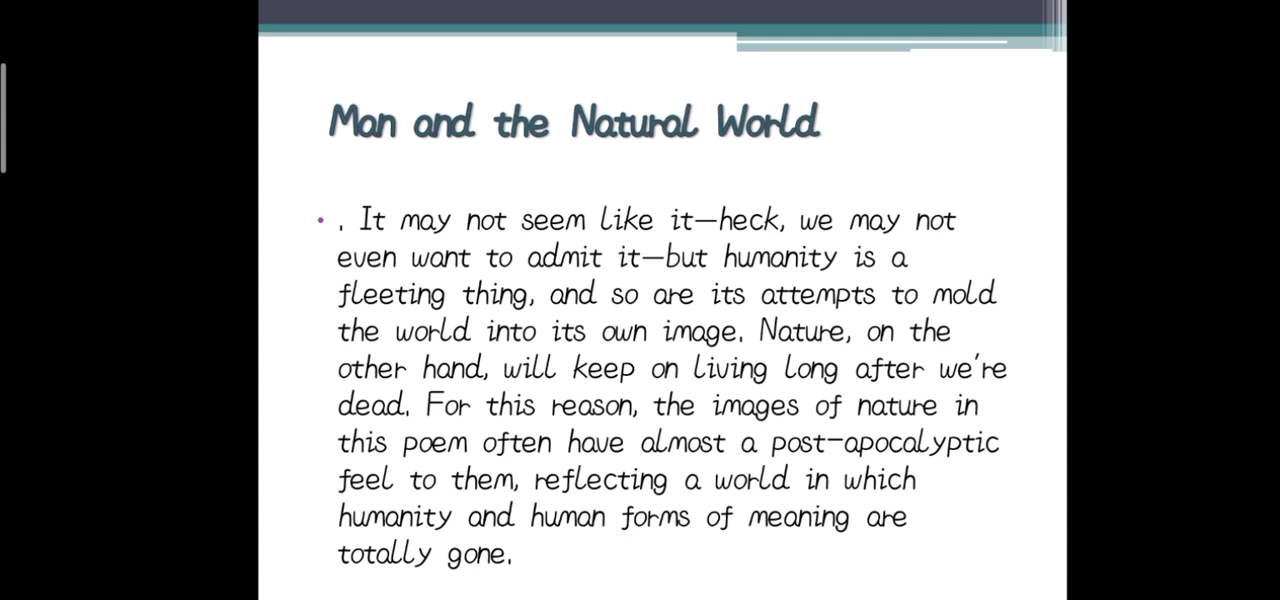 Man and the Natural World
• . It may not seem like it—heck, we may not
even want to admit it—but humanity is a
fleeting thing, and so are its attempts to mold
the world into its own image. Nature, on the
other hand, will keep on living long after we're
dead. For this reason, the images of nature in
this poem often have almost a post-apocalyptic
feel to them, reflecting a world in which
humanity and human forms of meaning are
totally gone.